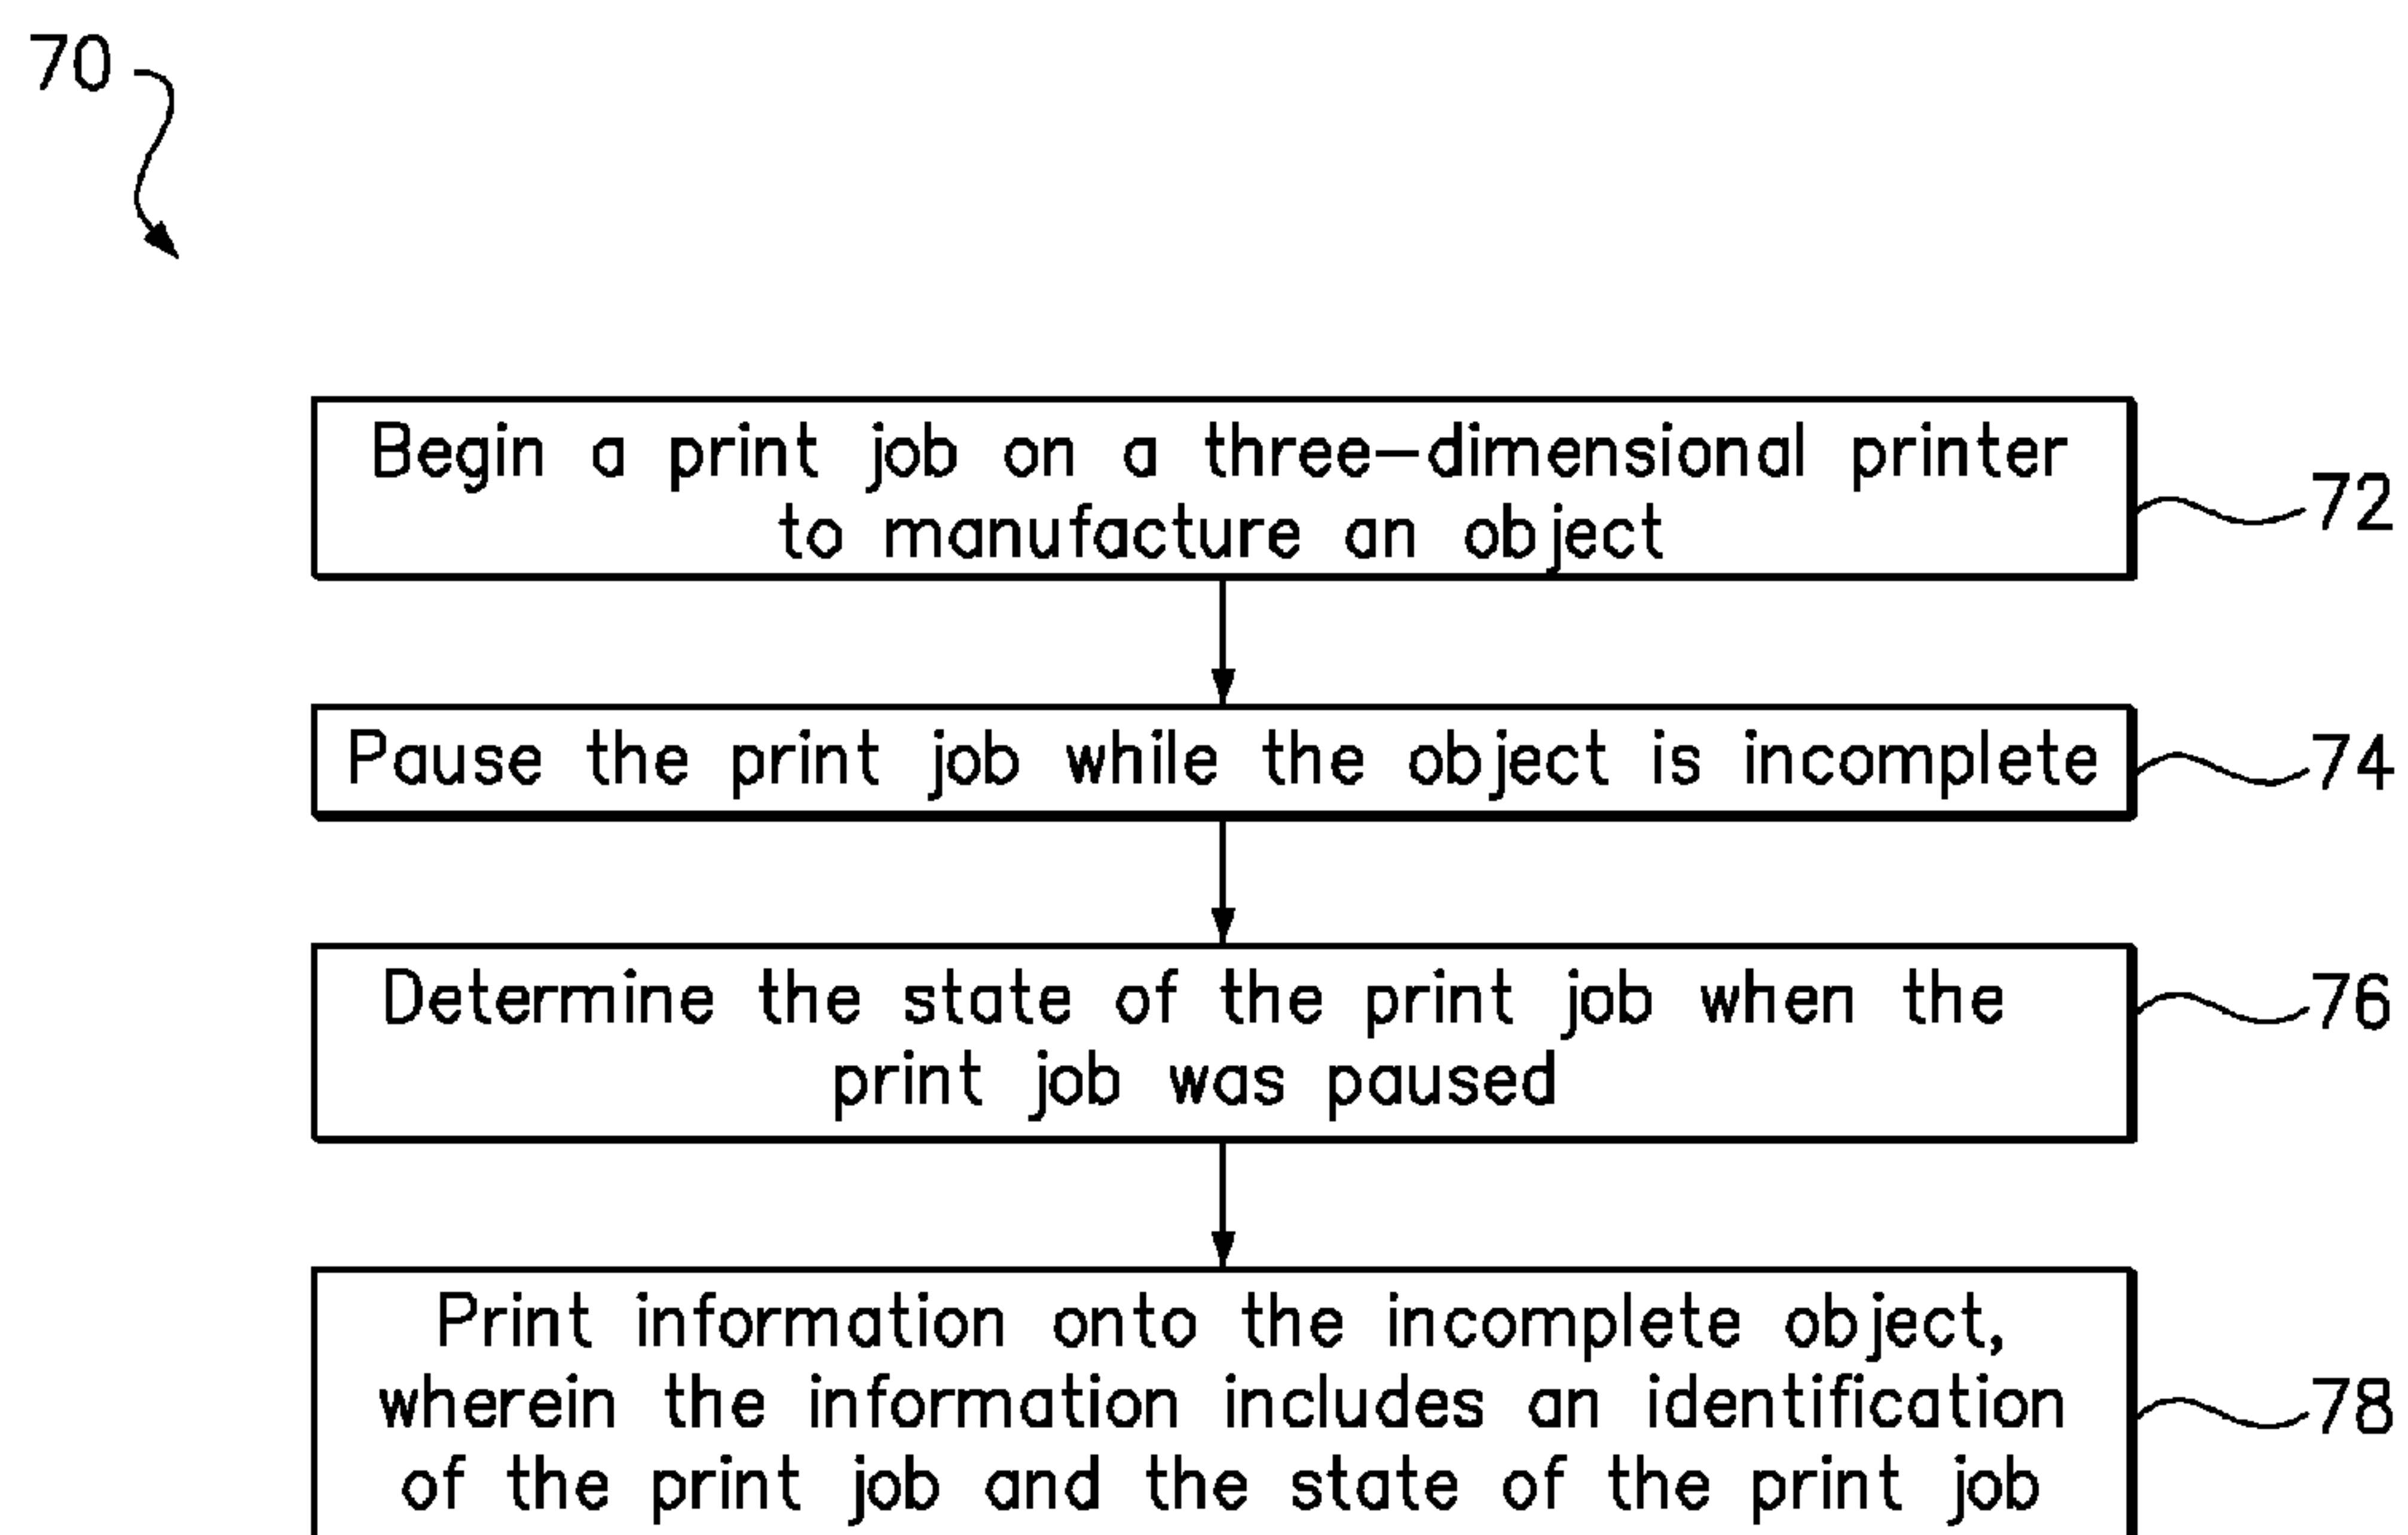 70
Begin a print job on a three–dimensional printer
to manufacture an object
72
Pause the print job while the object is incomplete
74
Determine the state of the print job when the
print job was paused
76
Print information onto the incomplete object,
wherein the information includes an identification
of the print job and the state of the print job
78